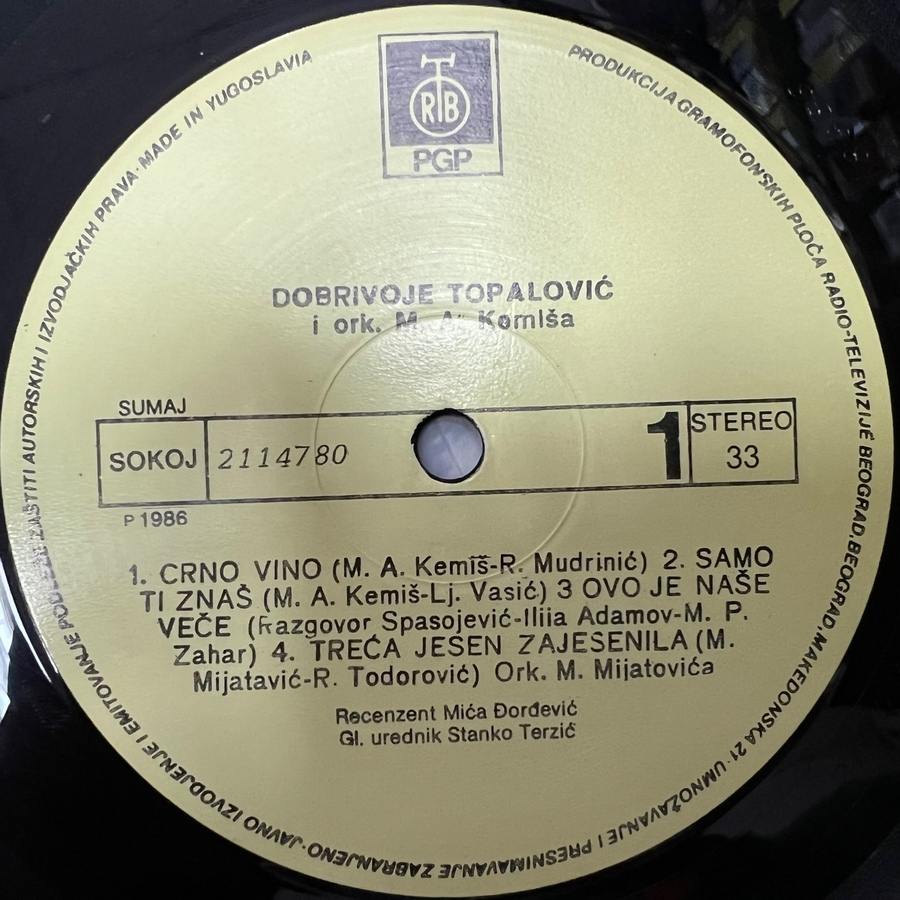 RTB
PGP
MADE IN YUGOSLAVIA
PRODUKCIJA GRAMOFONSKIH PLOČA RADIO-TELEVIZIJE BEOGRAD, BEOGRAD, MAKEDONSKA 21 · UMNOŽAVANJE I PRESNIMAVANJE ZABRANJENO · JAVNO IZVODJENJE I EMITOVANJE PODLEŽE ZAŠTITI AUTORSKIH I IZVODJAČKIH PRAVA ·
DOBRIVOJE TOPALOVIĆ
i ork. M. A. Kemiša
SUMAJ
SOKOJ 2114780 1 STEREO
33
P 1986
1. CRNO VINO (M. A. Kemiš-R. Mudrinić) 2. SAMO
TI ZNAŠ (M. A. Kemiš-Lj. Vasić) 3 OVO JE NAŠE
VEČE (Razgovor Spasojević-Ilija Adamov-M. P.
Zahar) 4. TREĆA JESEN ZAJESENILA (M.
Mijatavić-R. Todorović) Ork. M. Mijatovića
Recenzent Mića Đorđević
Gl. urednik Stanko Terzić